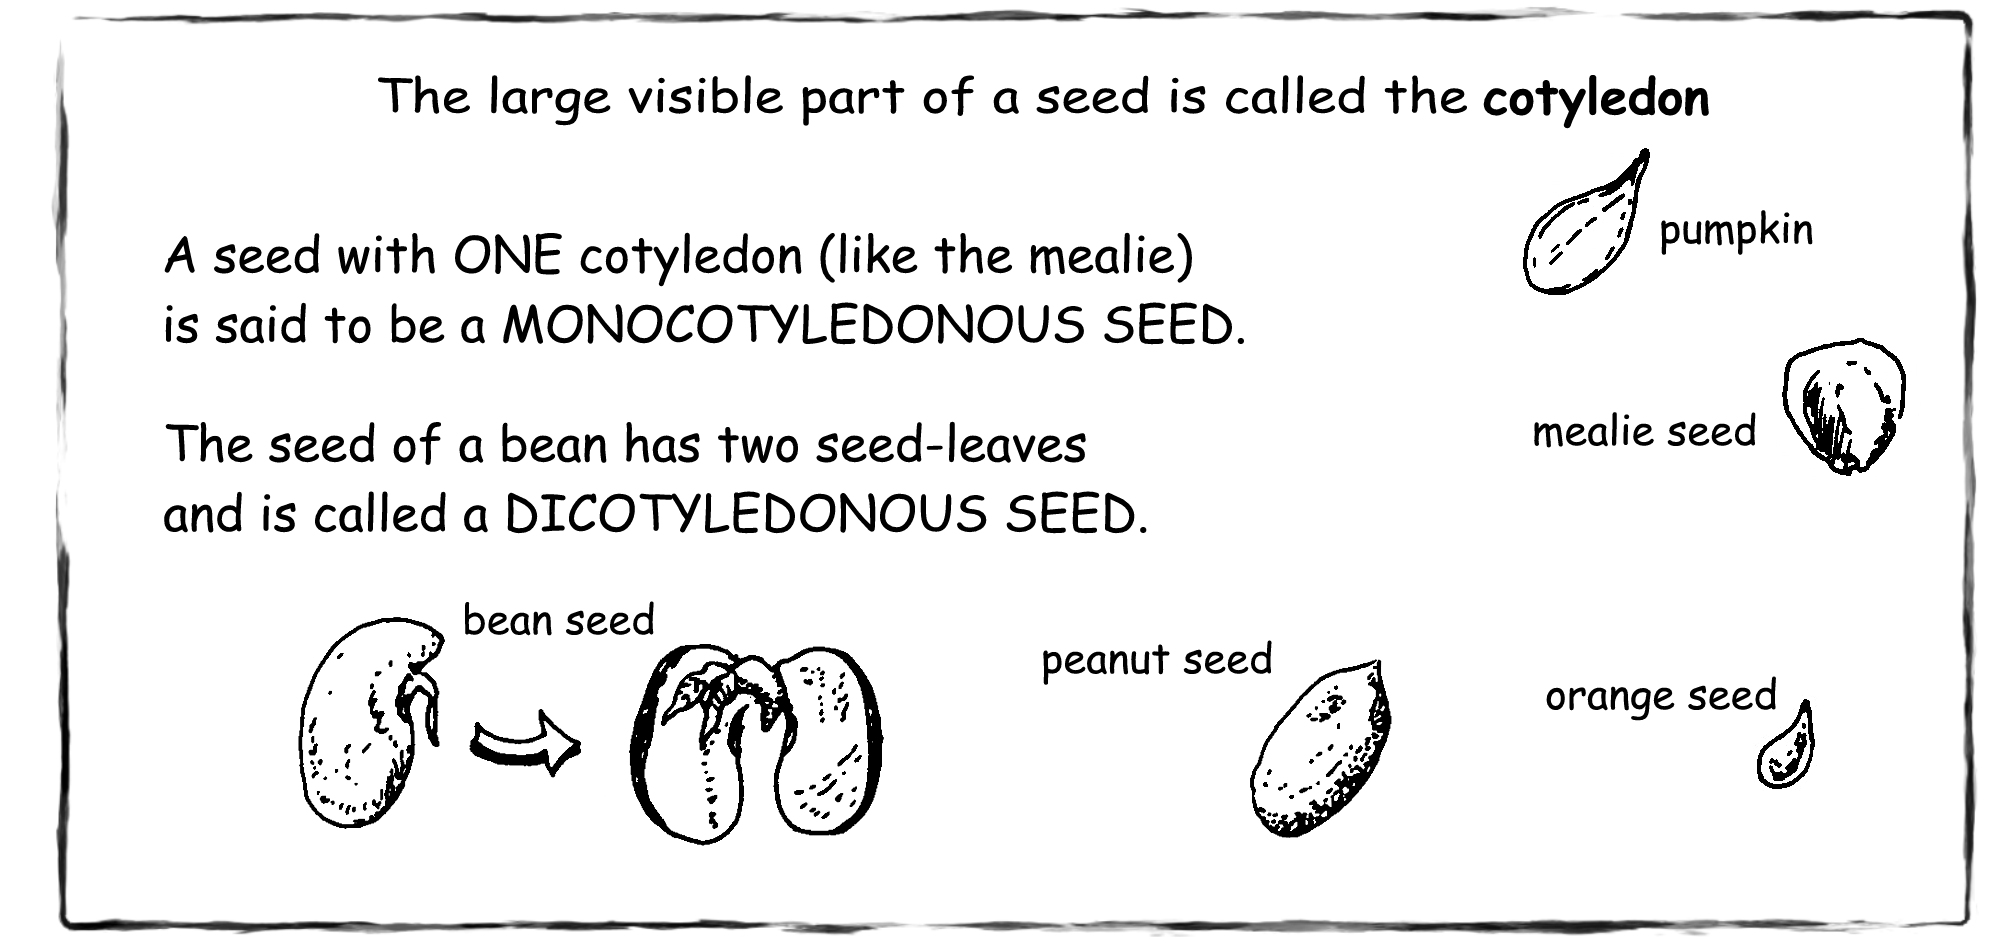 The large visible part of a seed is called the cotyledon
pumpkin
A seed with ONE cotyledon (like the mealie)
is said to be a MONOCOTYLEDONOUS SEED.
mealie seed
The seed of a bean has two seed-leaves
and is called a DICOTYLEDONOUS SEED.
bean seed
peanut seed
orange seed